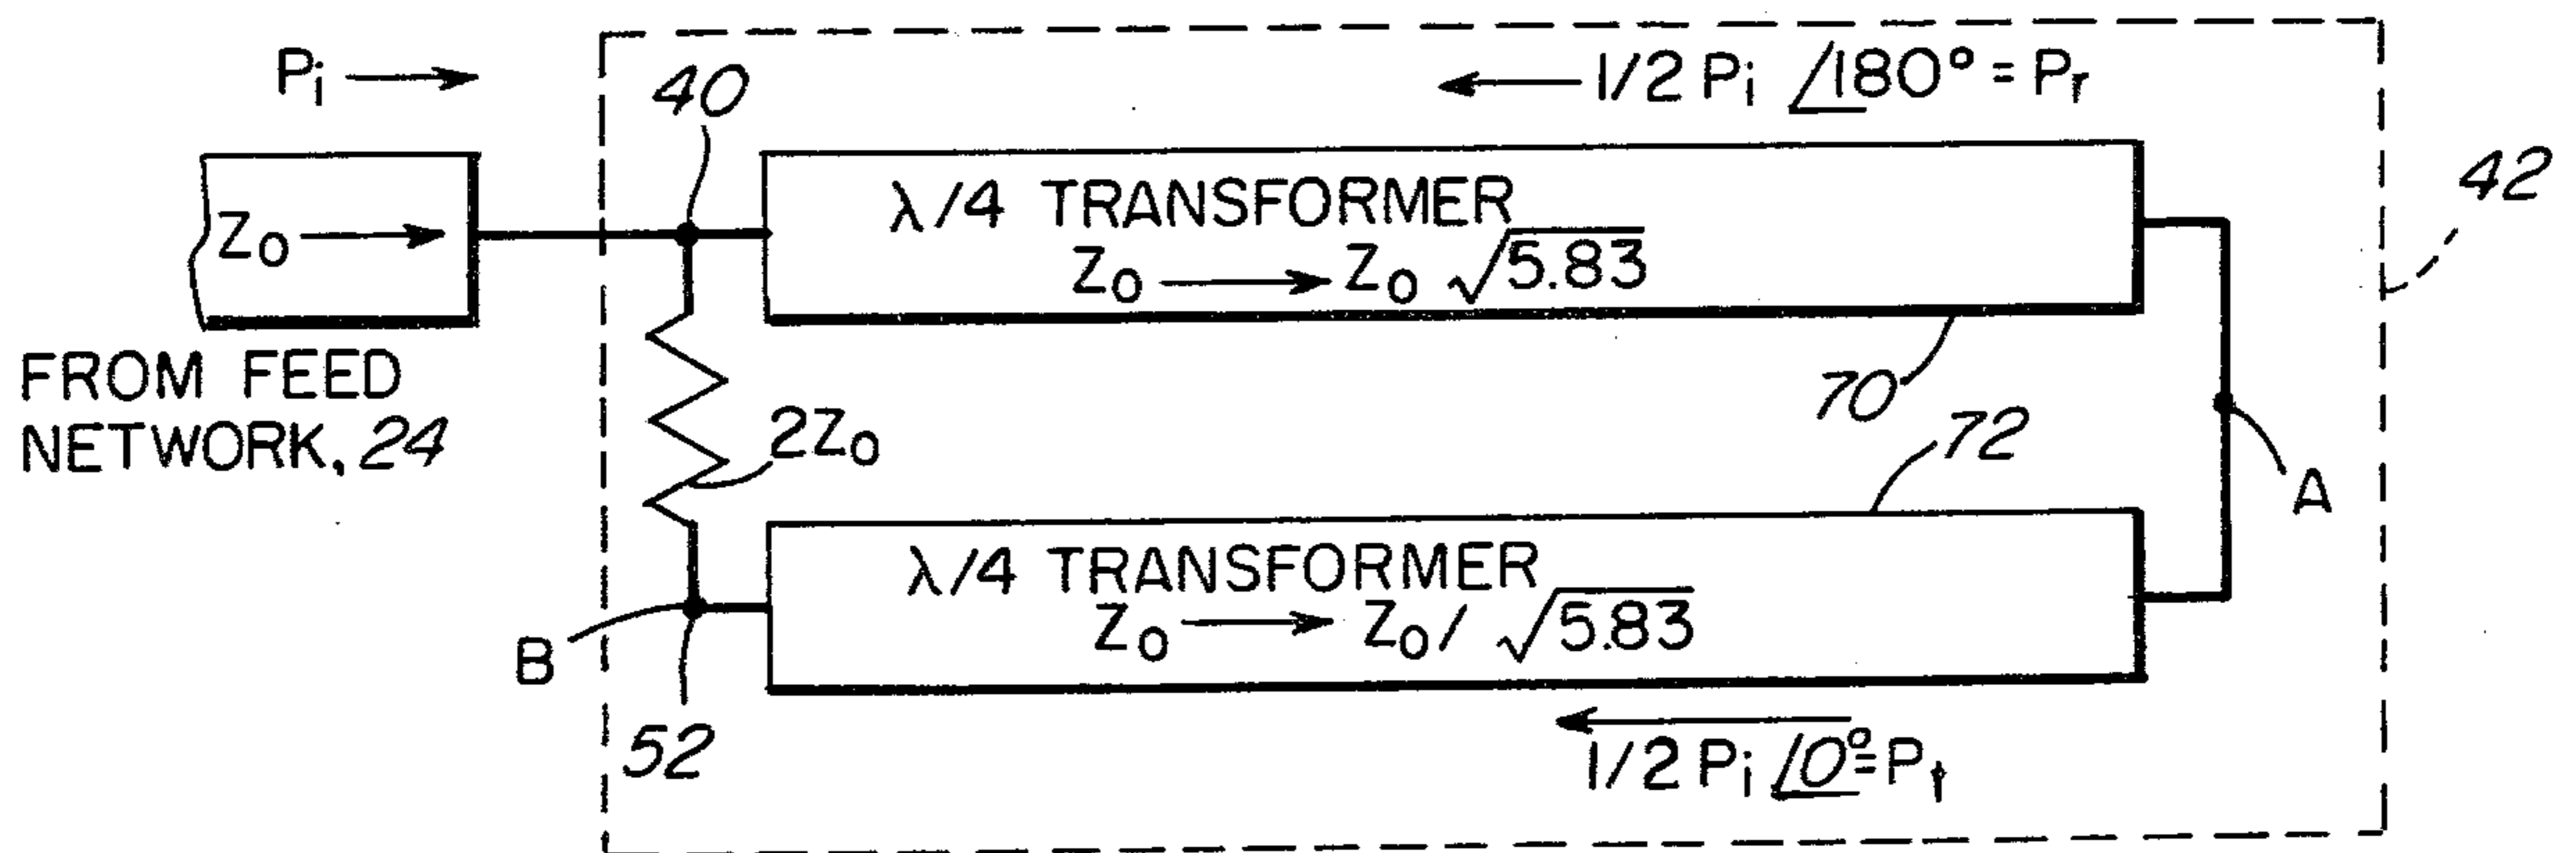 Pi →
40
← 1/2 Pi ∠180° = Pr
42
Zo →
λ/4 TRANSFORMER
Zo → Zo √5.83
FROM FEED
NETWORK, 24
2Zo
70
72
A
λ/4 TRANSFORMER
Zo → Zo / √5.83
B
52
←
1/2 Pi ∠0° = Pt